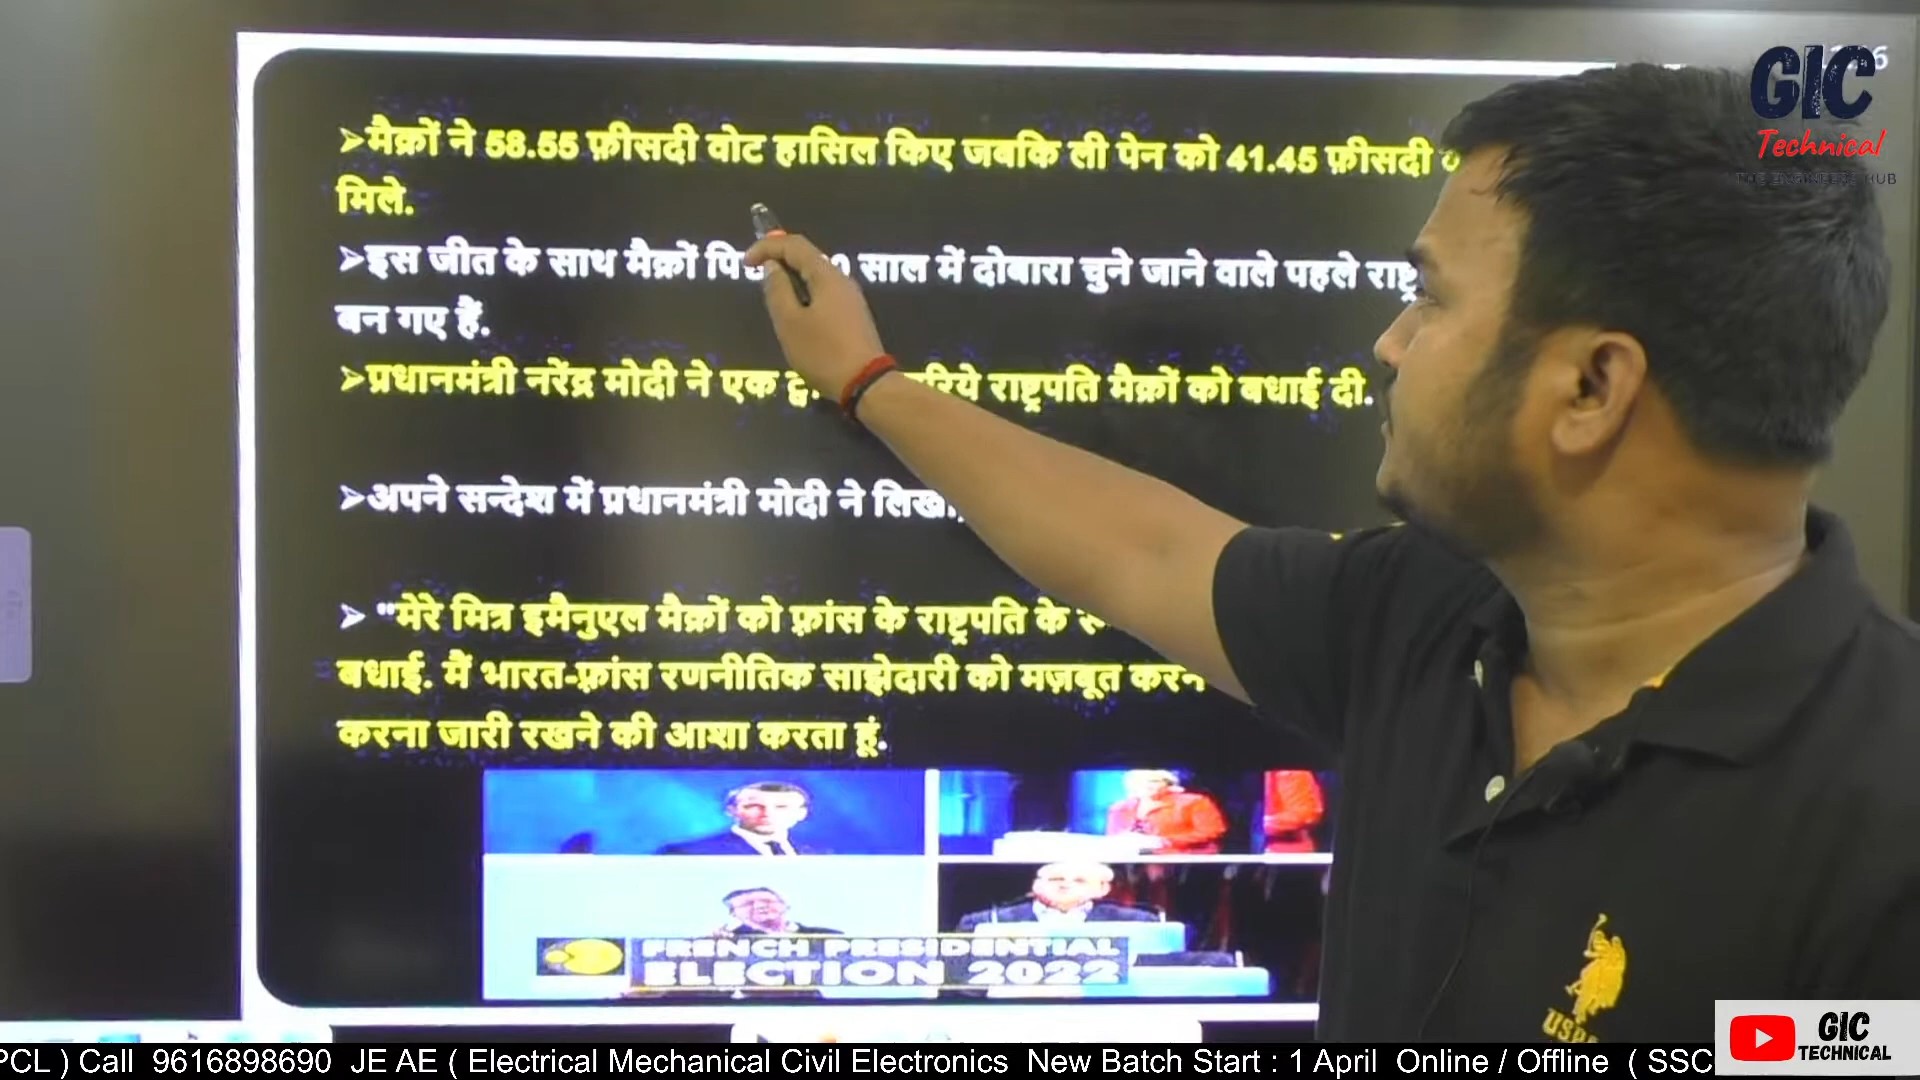 ➢मैक्रों ने 58.55 फ़ीसदी वोट हासिल किए जबकि ली पेन को 41.45 फ़ीसदी
मिले.
➢इस जीत के साथ मैक्रों साल में दोबारा चुने जाने वाले पहले
बन गए हैं.
➢प्रधानमंत्री नरेंद्र मोदी ने एक राष्ट्रपति मैक्रों को बधाई दी.
➢अपने सन्देश में प्रधानमंत्री मोदी ने
➢ "मेरे मित्र इमैनुएल मैक्रों को फ़्रांस के राष्ट्रपति के
बधाई. मैं भारत-फ़्रांस रणनीतिक साझेदारी को मज़बूत
करना जारी रखने की आशा करता हूं.
FRENCH PRESIDENTIAL
ELECTION 2022
GIC
Technical
HUB
GIC
TECHNICAL
PCL ) Call 9616898690 JE AE ( Electrical Mechanical Civil Electronics New Batch Start : 1 April Online / Offline ( SSC